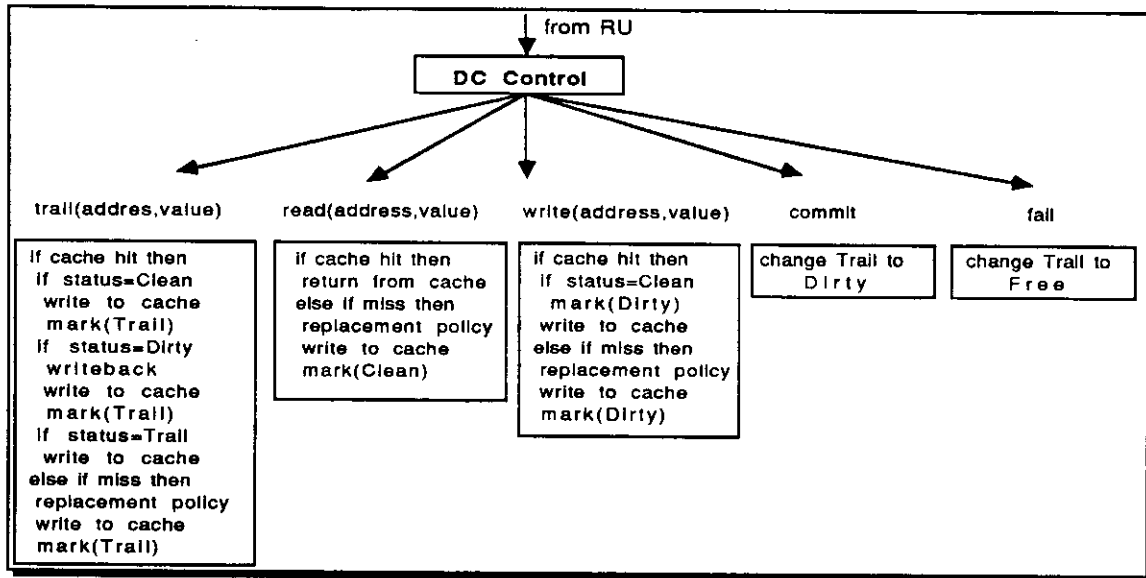 from RU
DC Control
trail(addres,value)
read(address,value)
write(address,value)
commit
fail
if cache hit then
if status=Clean
write to cache
mark(Trail)
if status=Dirty
writeback
write to cache
mark(Trail)
if status=Trail
write to cache
else if miss then
replacement policy
write to cache
mark(Trail)
if cache hit then
return from cache
else if miss then
replacement policy
write to cache
mark(Clean)
if cache hit then
if status=Clean
mark(Dirty)
write to cache
else if miss then
replacement policy
write to cache
mark(Dirty)
change Trail to
Dirty
change Trail to
Free